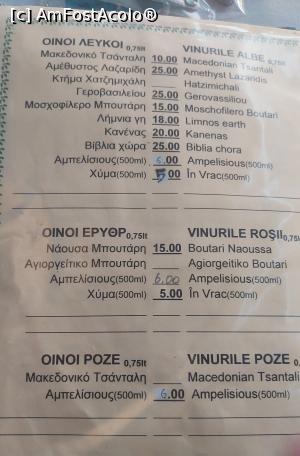 (c) AmFostAcolo®
ΟΙΝΟΙ ΛΕΥΚΟΙ 0,75lt VINURILE ALBE 0,75lt
Μακεδονικό Τσάνταλη 10.00 Macedonian Tsantali
Αμέθυστος Λαζαρίδη 25.00 Amethyst Lazaridis
Κτήμα Χατζημιχάλη Hatzimichali
Γεροβασιλείου 25.00 Gerovassiliou
Μοσχοφίλερο Μπουτάρη 15.00 Moschofilero Boutari
Λήμνια γη 18.00 Limnos earth
Κανένας 20.00 Kanenas
Βίβλια χώρα 25.00 Biblia chora
Αμπελίσιους(500ml) 6.00 Ampelisious(500ml)
Χύμα(500ml) 5.00 În Vrac(500ml)
ΟΙΝΟΙ ΕΡΥΘΡ 0,75lt VINURILE ROȘII 0,75lt
Νάουσα Μπουτάρη 15.00 Boutari Naoussa
Αγιοργείτικο Μπουτάρη Agiorgeitiko Boutari
Αμπελίσιους(500ml) 6.00 Ampelisious(500ml)
Χύμα(500ml) 5.00 În Vrac(500ml)
ΟΙΝΟΙ ΡΟΖΕ 0,75lt VINURILE POZE
Μακεδονικό Τσάνταλη Macedonian Tsantali
Αμπελίσιους(500ml) 6.00 Ampelisious(500ml)